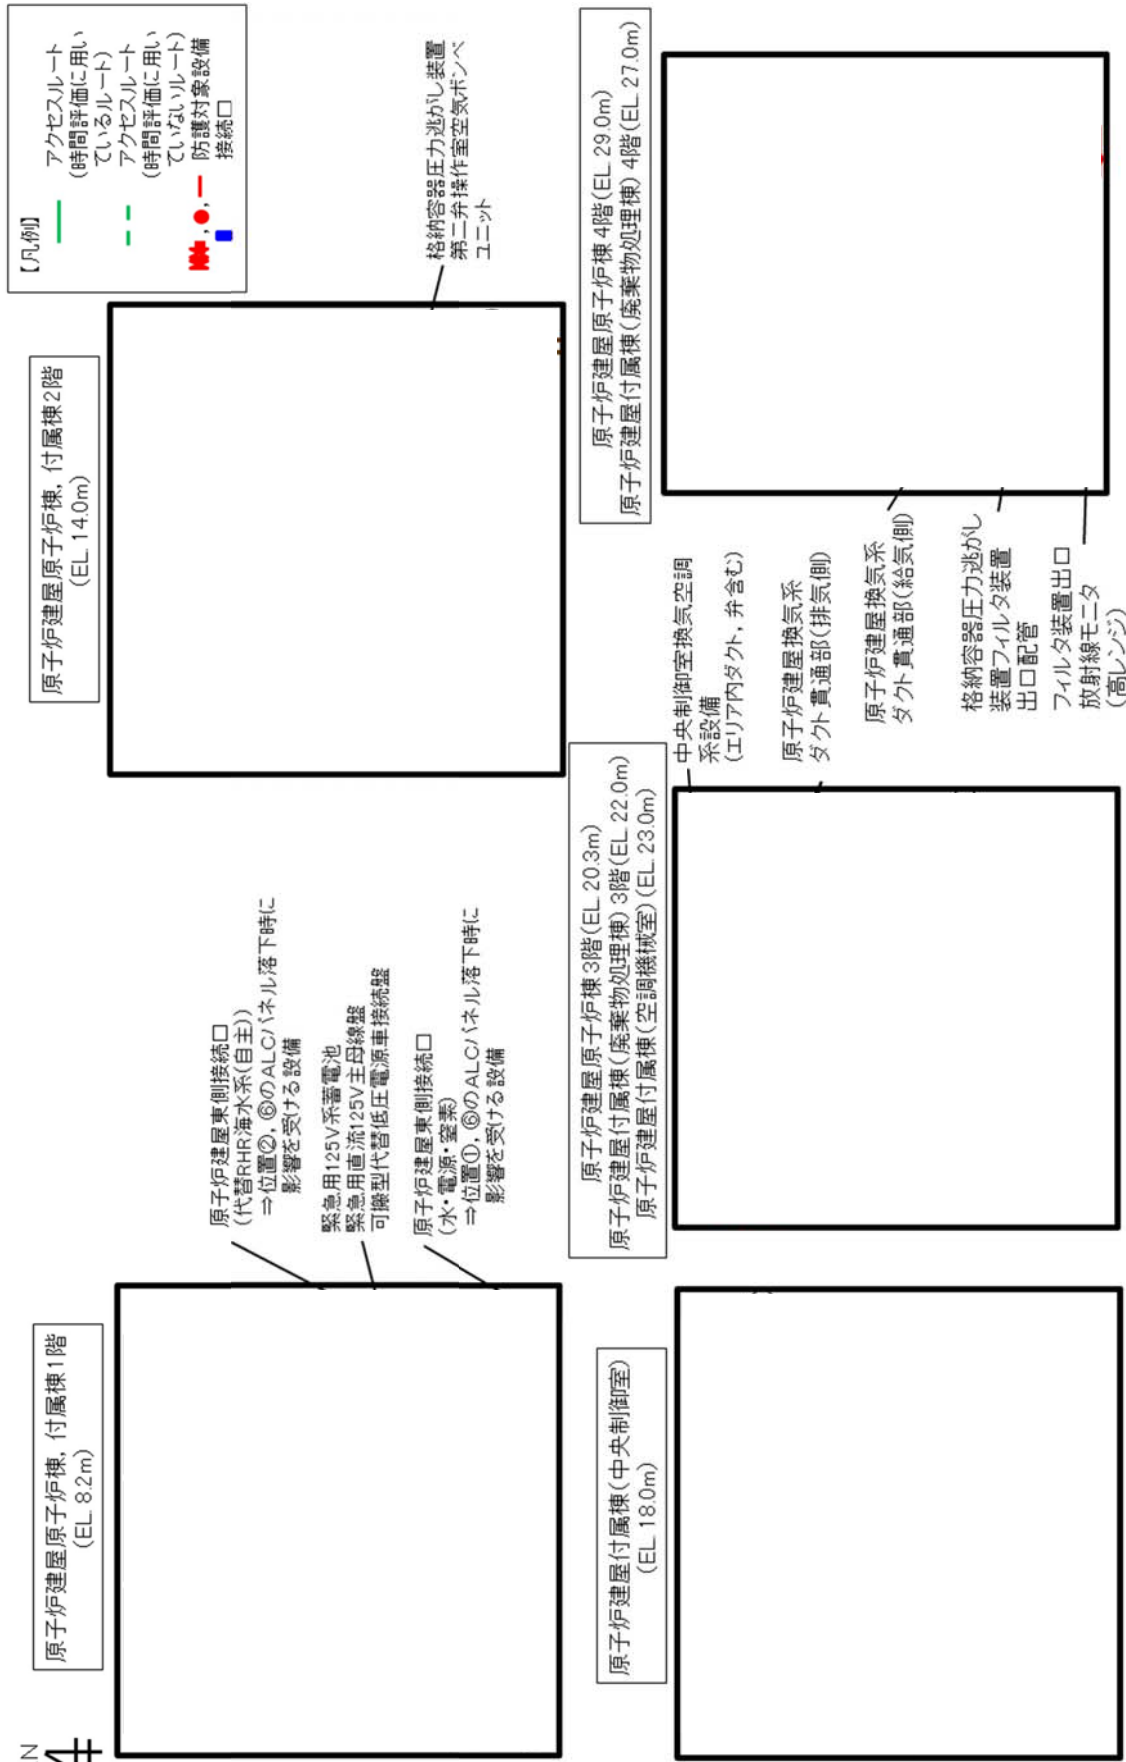 N
原子炉建屋原子炉棟，付属棟1階
(EL. 8.2m)
原子炉建屋東側接続口
(代替RHR海水系(自主))
⇒位置②，⑥のALCパネル落下時に
影響を受ける設備
緊急用125V系蓄電池
緊急用直流125V主母線盤
可搬型代替低圧電源車接続盤
原子炉建屋東側接続口
(水・電源・窒素)
⇒位置①，⑥のALCパネル落下時に
影響を受ける設備
原子炉建屋原子炉棟，付属棟2階
(EL. 14.0m)
格納容器圧力逃がし装置
第二弁操作室空気ボンベ
ユニット
【凡例】
アクセスルート
(時間評価に用い
ているルート)
アクセスルート
(時間評価に用い
ていないルート)
防護対象設備
接続口
原子炉建屋付属棟(中央制御室)
(EL. 18.0m)
原子炉建屋原子炉棟3階(EL. 20.3m)
原子炉建屋付属棟(廃棄物処理棟) 3階(EL. 22.0m)
原子炉建屋付属棟(空調機械室)(EL. 23.0m)
中央制御室換気空調
系設備
(エリア内ダクト，弁含む)
原子炉建屋換気系
ダクト貫通部(排気側)
原子炉建屋原子炉棟4階(EL. 29.0m)
原子炉建屋付属棟(廃棄物処理棟) 4階(EL. 27.0m)
原子炉建屋換気系
ダクト貫通部(給気側)
格納容器圧力逃がし
装置フィルタ装置
出口配管
フィルタ装置出口
放射線モニタ
(高レンジ)